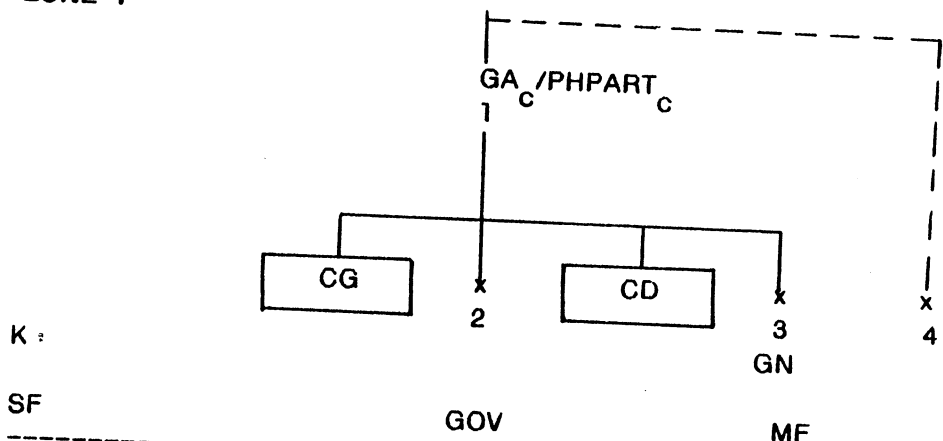 GA_C/PHPART_C
1
CG x CD x x
2 3 4
K : GN
SF GOV MF